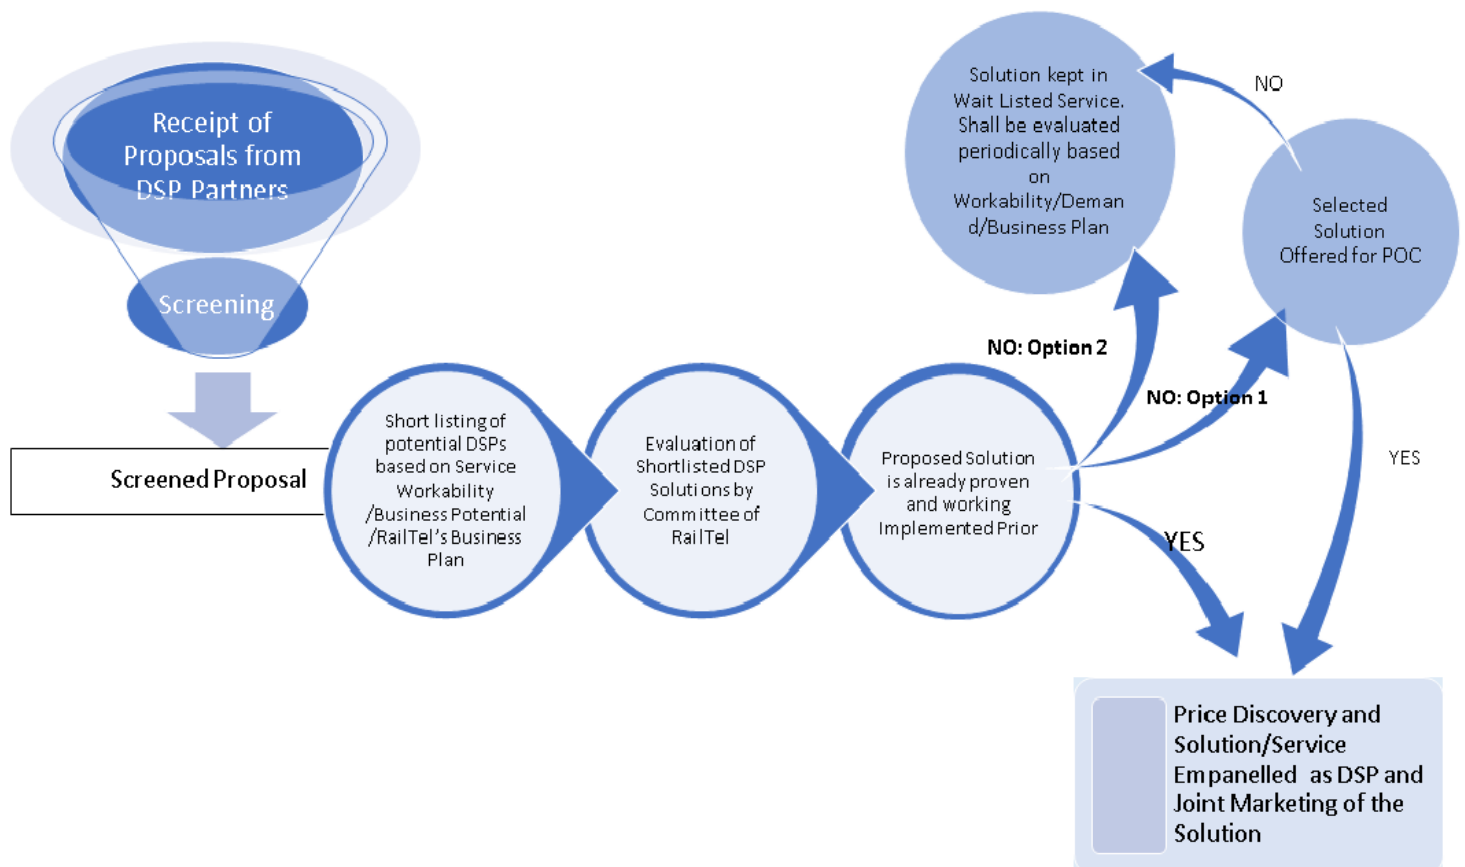 Receipt of
Proposals from
DSP Partners
Screening
Screened Proposal
Short listing of
potential DSPs
based on Service
Workability
/Business Potential
/RailTel's Business
Plan
Evaluation of
Shortlisted DSP
Solutions by
Committee of
RailTel
Proposed Solution
is already proven
and working
Implemented Prior
NO: Option 2
NO: Option 1
YES
Solution kept in
Wait Listed Service.
Shall be evaluated
periodically based
on
Workability/Deman
d/Business Plan
NO
Selected
Solution
Offered for POC
YES
Price Discovery and
Solution/Service
Empanelled as DSP and
Joint Marketing of the
Solution